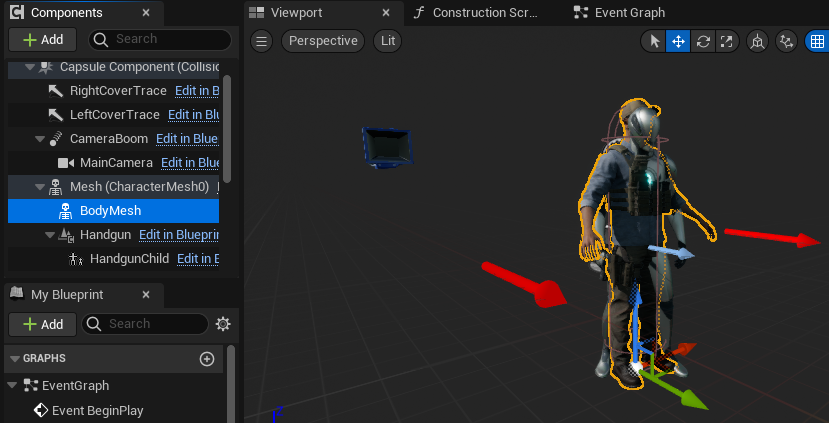 Components
Viewport
Construction Scr...
Event Graph
Add
Search
Perspective
Lit
Capsule Component (Collisic
RightCoverTrace Edit in B
LeftCoverTrace Edit in Blu
CameraBoom Edit in Blue
MainCamera Edit in Blue
Mesh (CharacterMesh0)
BodyMesh
Handgun Edit in Blueprin
HandgunChild Edit in B
My Blueprint
Add
Search
GRAPHS
EventGraph
Event BeginPlay
Z